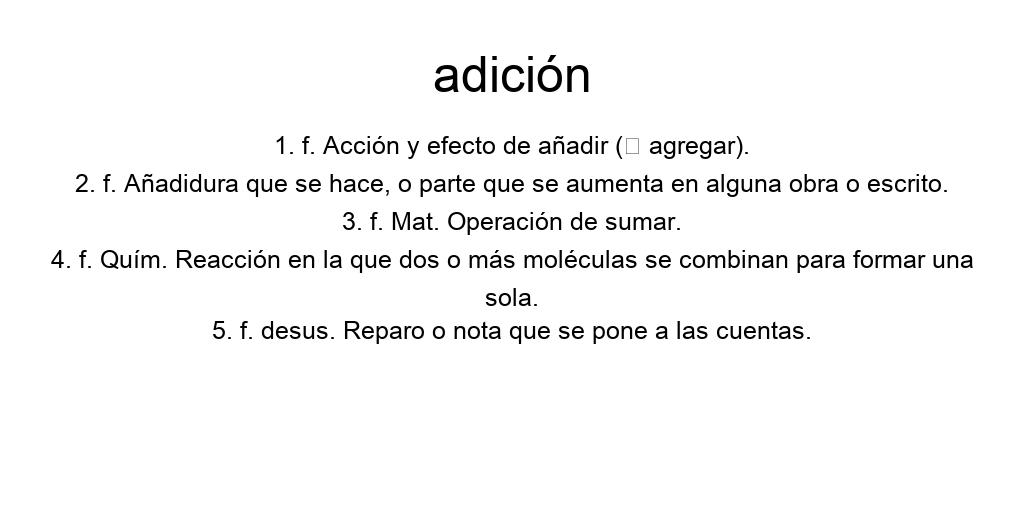 adición
1. f. Acción y efecto de añadir (□ agregar).
2. f. Añadidura que se hace, o parte que se aumenta en alguna obra o escrito.
3. f. Mat. Operación de sumar.
4. f. Quím. Reacción en la que dos o más moléculas se combinan para formar una
sola.
5. f. desus. Reparo o nota que se pone a las cuentas.